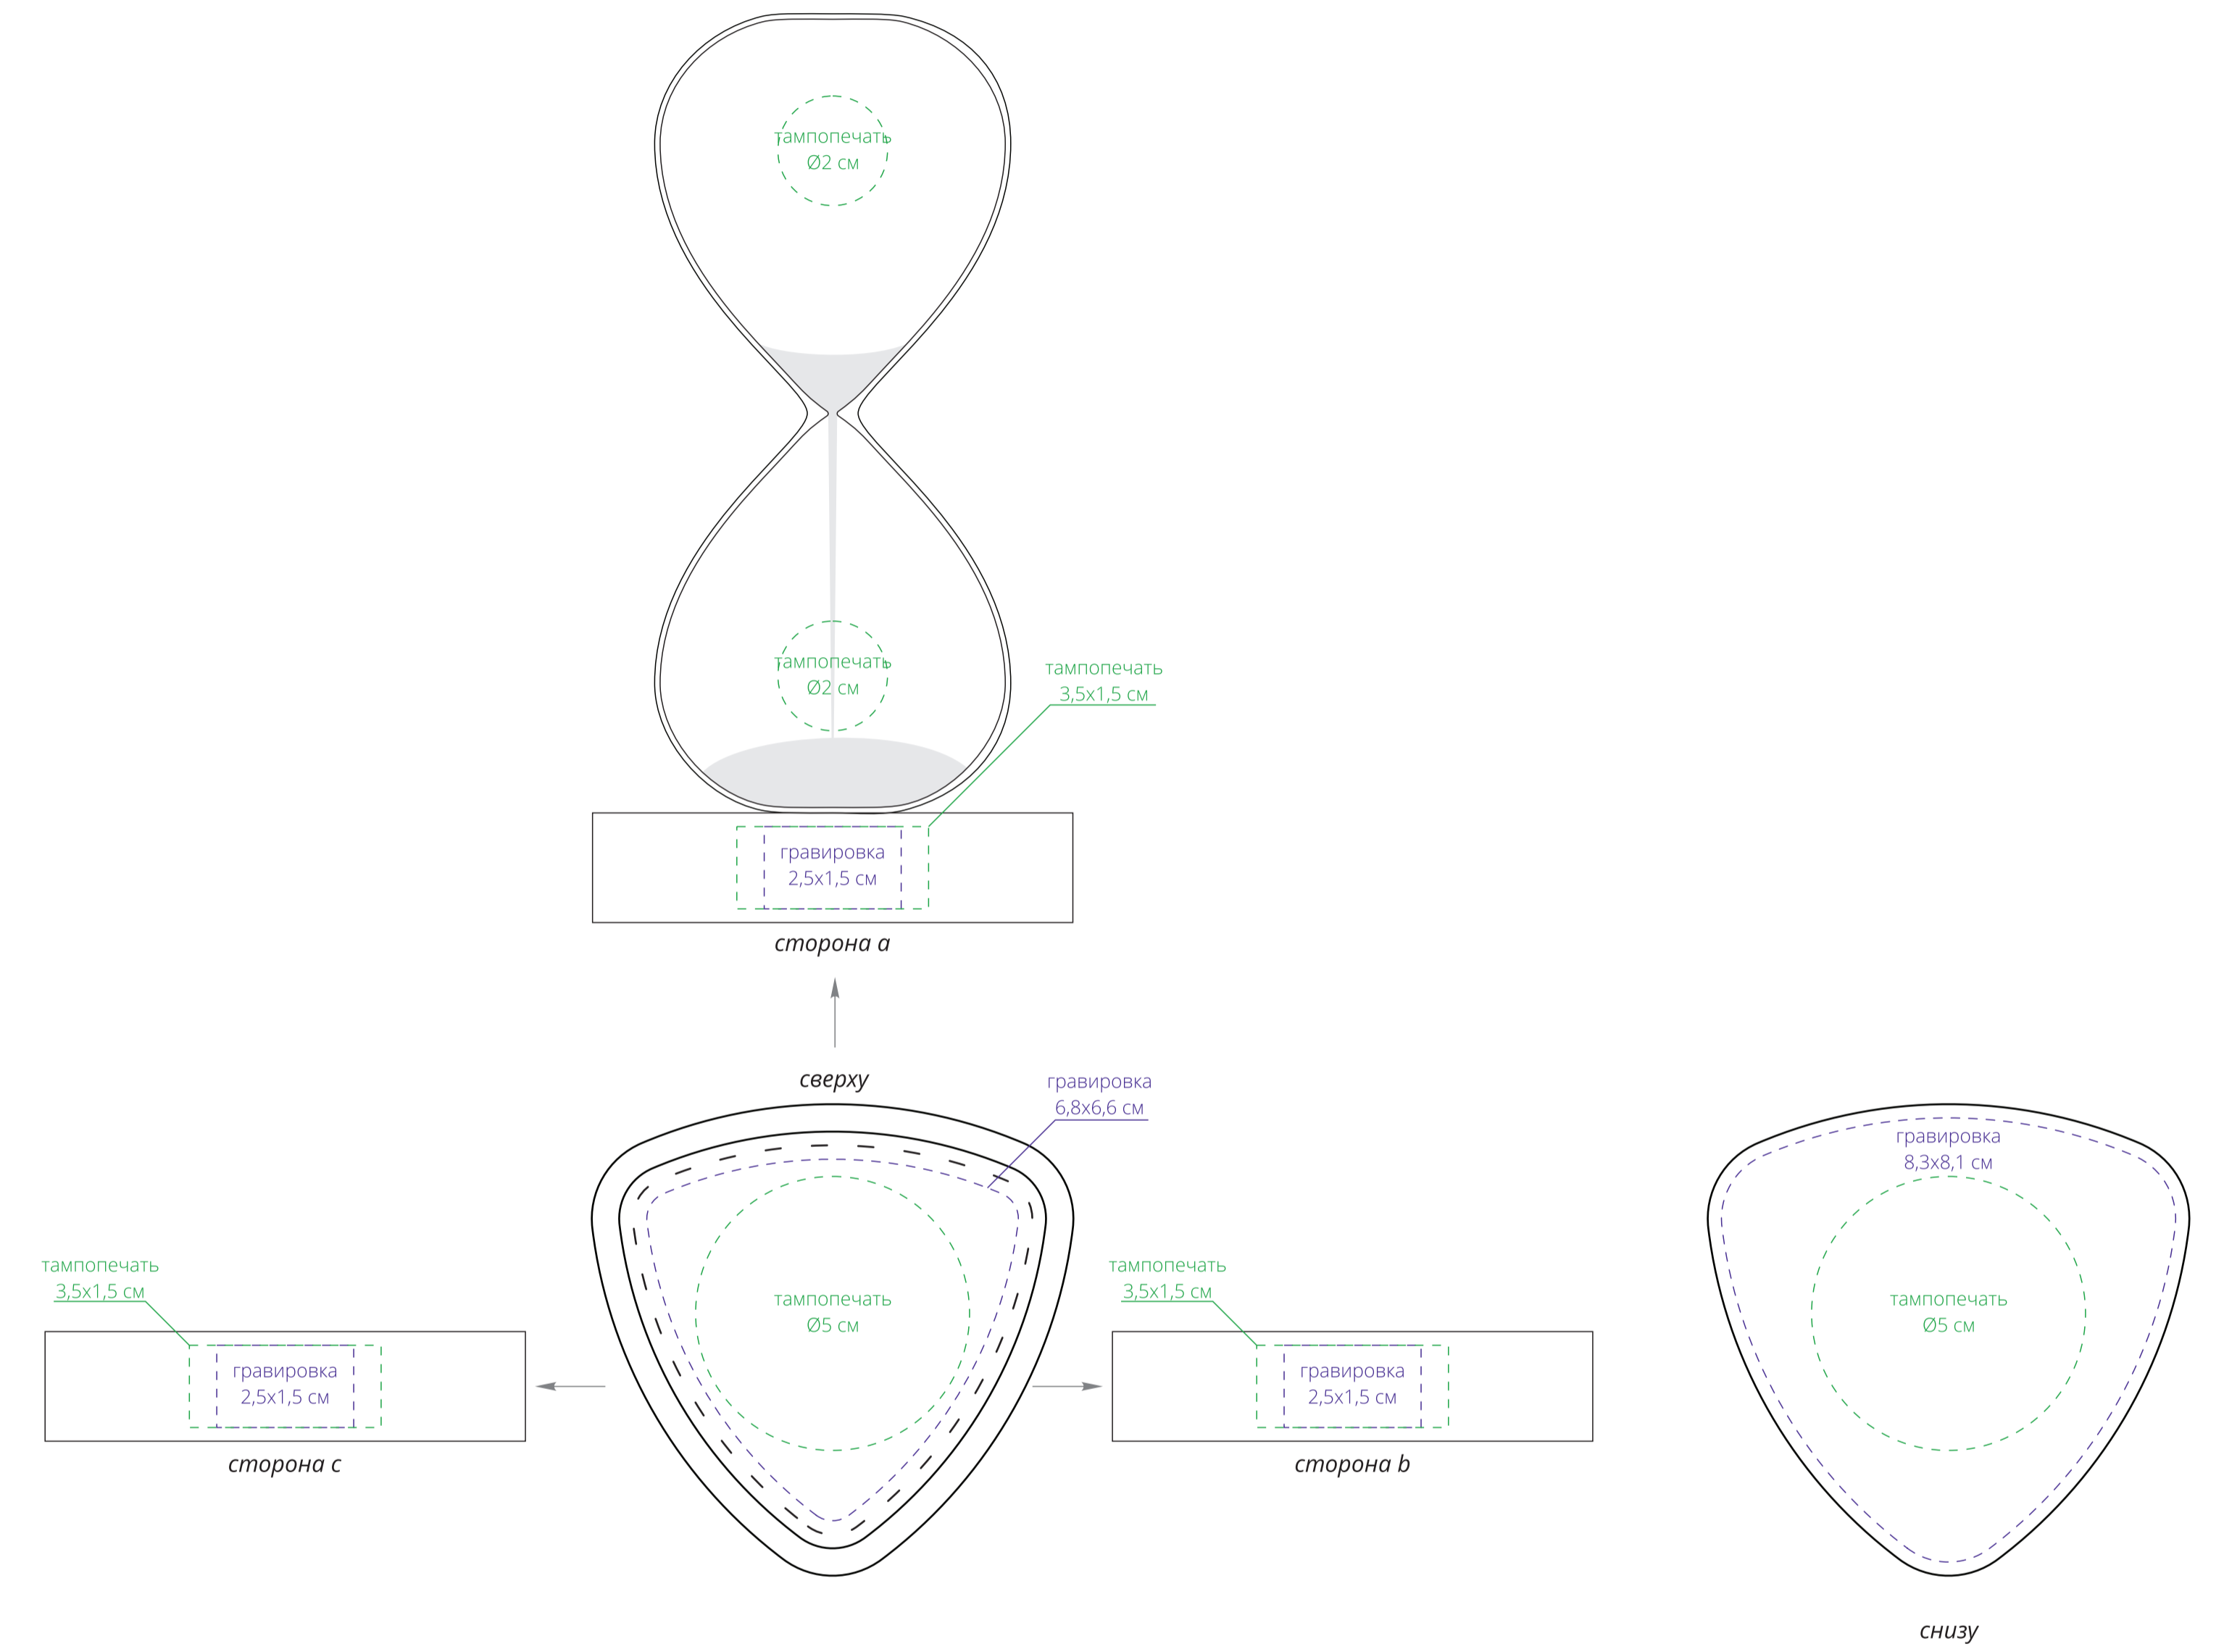 тампопечать
Ø2 см
тампопечать
Ø2 см
тампопечать
3,5x1,5 см
гравировка
2,5x1,5 см
сторона a
сверху
гравировка
6,8x6,6 см
тампопечать
Ø5 см
тампопечать
3,5x1,5 см
гравировка
2,5x1,5 см
сторона c
тампопечать
3,5x1,5 см
гравировка
2,5x1,5 см
сторона b
гравировка
8,3x8,1 см
тампопечать
Ø5 см
снизу